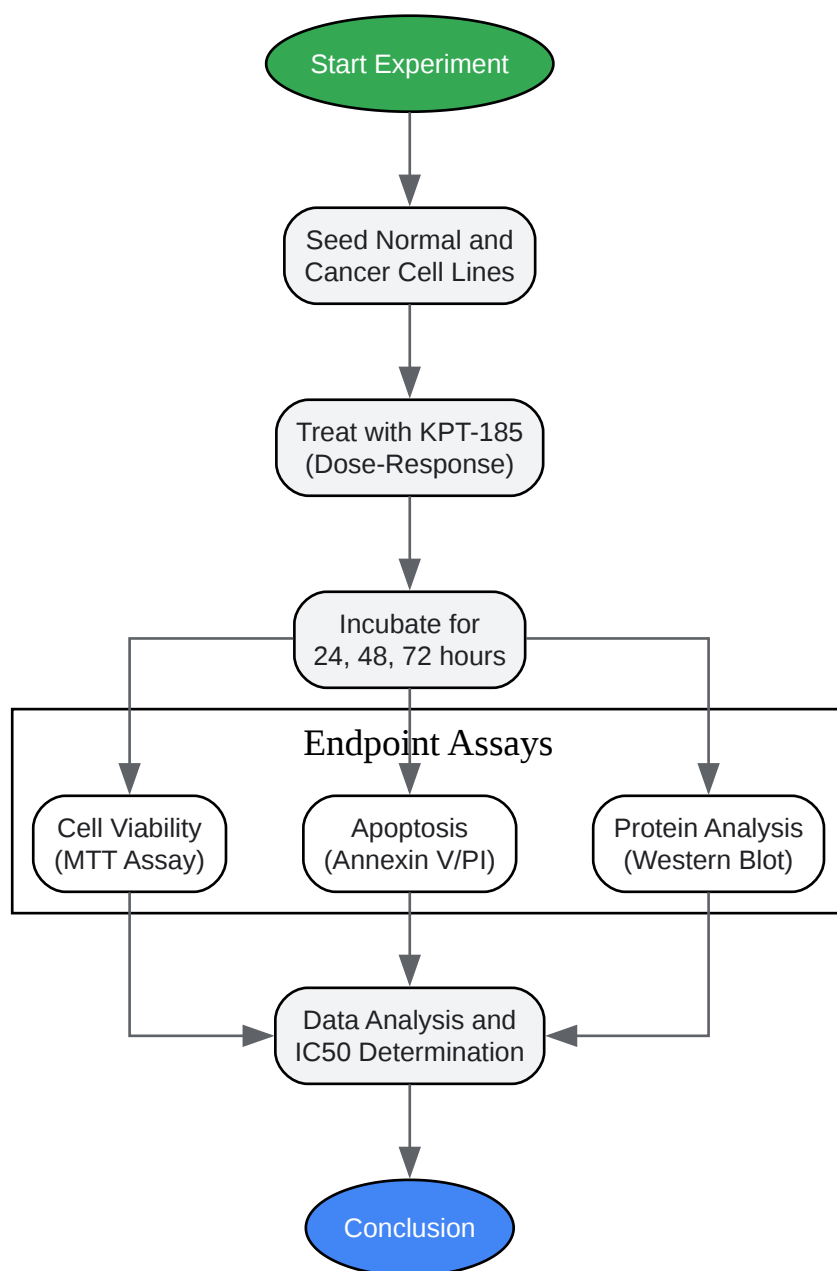 Start Experiment
Seed Normal and
Cancer Cell Lines
Treat with KPT-185
(Dose-Response)
Incubate for
24, 48, 72 hours
Endpoint Assays
Cell Viability
(MTT Assay)
Apoptosis
(Annexin V/PI)
Protein Analysis
(Western Blot)
Data Analysis and
IC50 Determination
Conclusion